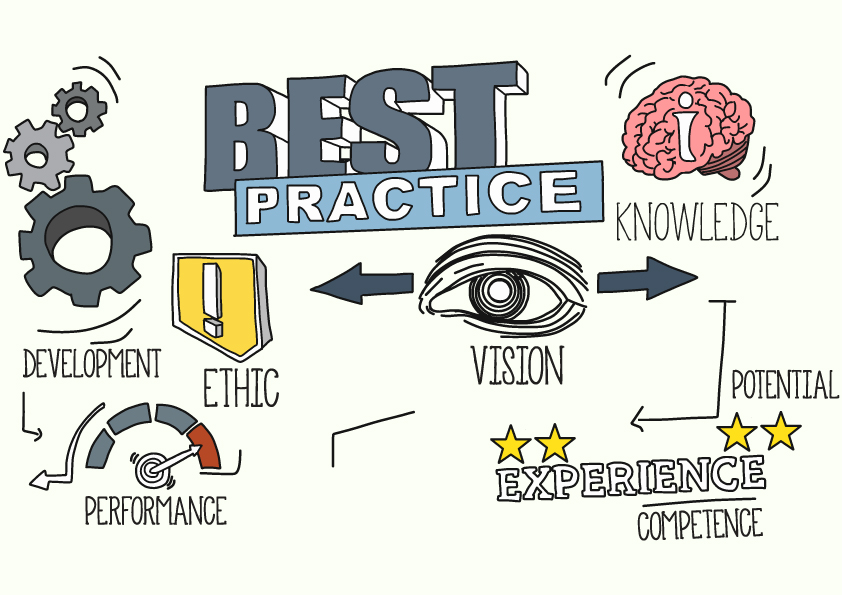 BEST
PRACTICE
i
KNOWLEDGE
!
DEVELOPMENT
ETHIC
VISION
POTENTIAL
EXPERIENCE
COMPETENCE
PERFORMANCE